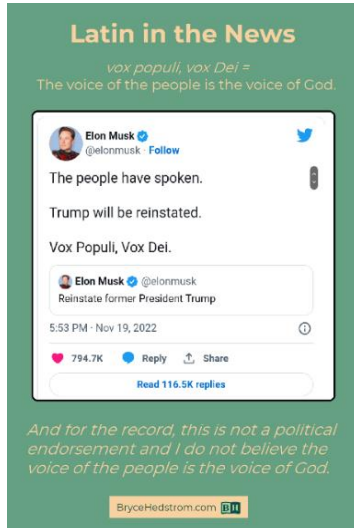 Latin in the News
vox populi, vox Dei =
The voice of the people is the voice of God.
Elon Musk
@elonmusk · Follow
The people have spoken.
Trump will be reinstated.
Vox Populi, Vox Dei.
Elon Musk @elonmusk
Reinstate former President Trump
5:53 PM · Nov 19, 2022
794.7K Reply Share
Read 116.5K replies
And for the record, this is not a political
endorsement and I do not believe the
voice of the people is the voice of God.
BryceHedstrom.com BH